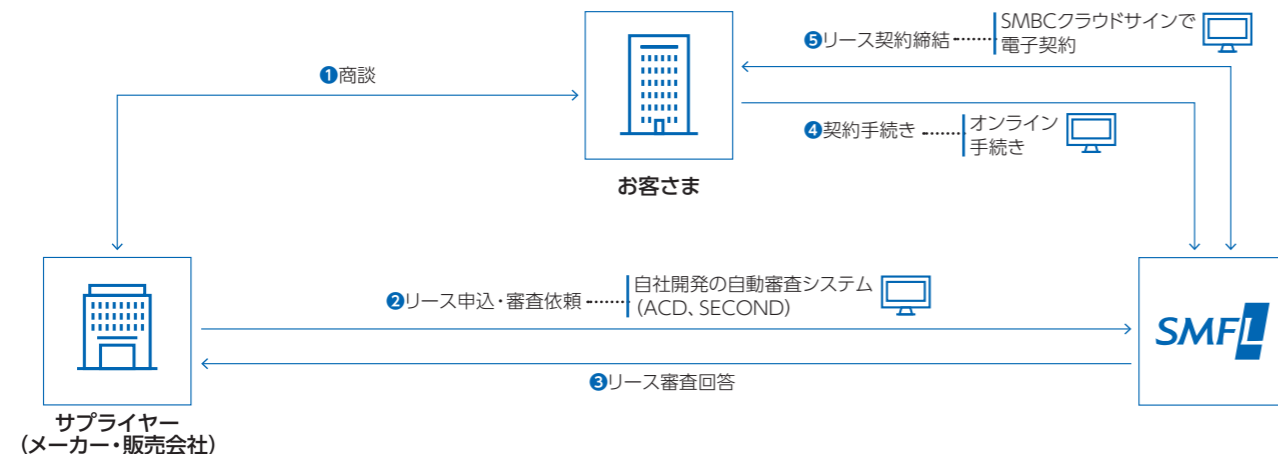 ❺リース契約締結
SMBCクラウドサインで
電子契約
❶商談
❹契約手続き
オンライン
手続き
お客さま
❷リース申込・審査依頼
自社開発の自動審査システム
(ACD、SECOND)
SMFL
❸リース審査回答
サプライヤー
(メーカー・販売会社)